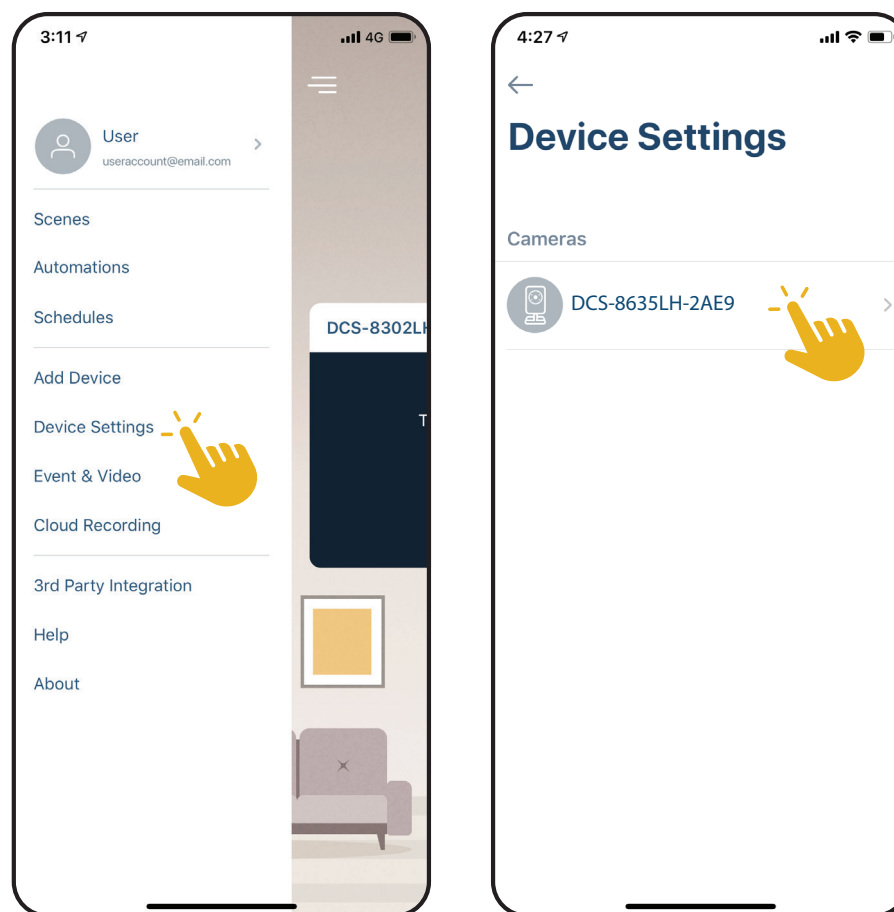 3:11
4G
User
useraccount@email.com
Scenes
Automations
Schedules
Add Device
Device Settings
Event & Video
Cloud Recording
3rd Party Integration
Help
About
DCS-8302LH
T
4:27
Device Settings
Cameras
DCS-8635LH-2AE9